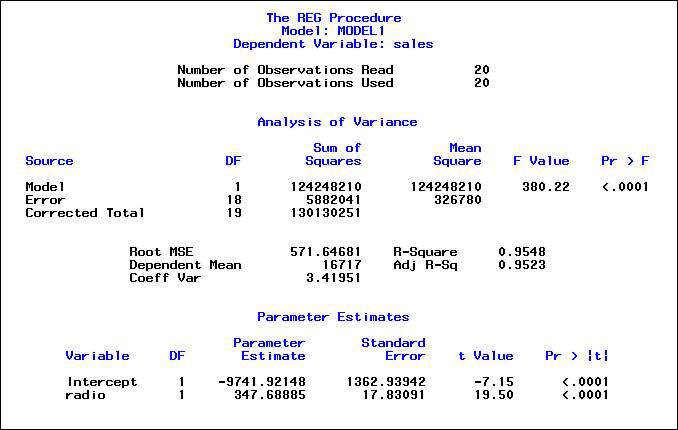 The REG Procedure
Model: MODEL1
Dependent Variable: sales
Number of Observations Read 20
Number of Observations Used 20
Analysis of Variance
Sum of Mean
Source DF Squares Square F Value Pr > F
Model 1 124248210 124248210 380.22 <.0001
Error 18 5882041 326780
Corrected Total 19 130130251
Root MSE 571.64681 R-Square 0.9548
Dependent Mean 16717 Adj R-Sq 0.9523
Coeff Var 3.41951
Parameter Estimates
Parameter Standard
Variable DF Estimate Error t Value Pr > |t|
Intercept 1 -9741.92148 1362.93942 -7.15 <.0001
radio 1 347.68885 17.83091 19.50 <.0001